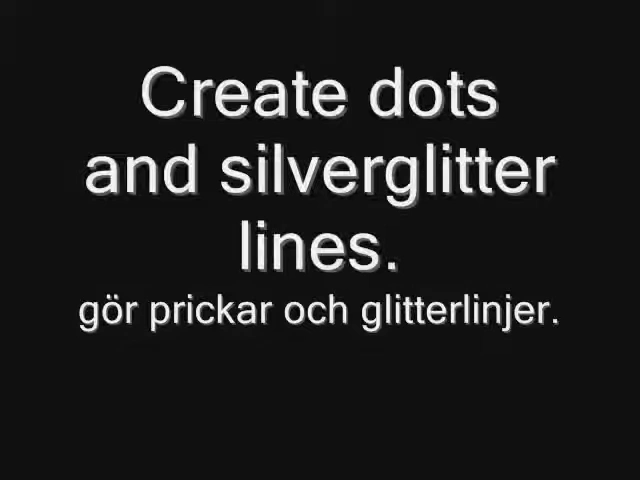 Create dots
and silverglitter
lines.
gör prickar och glitterlinjer.